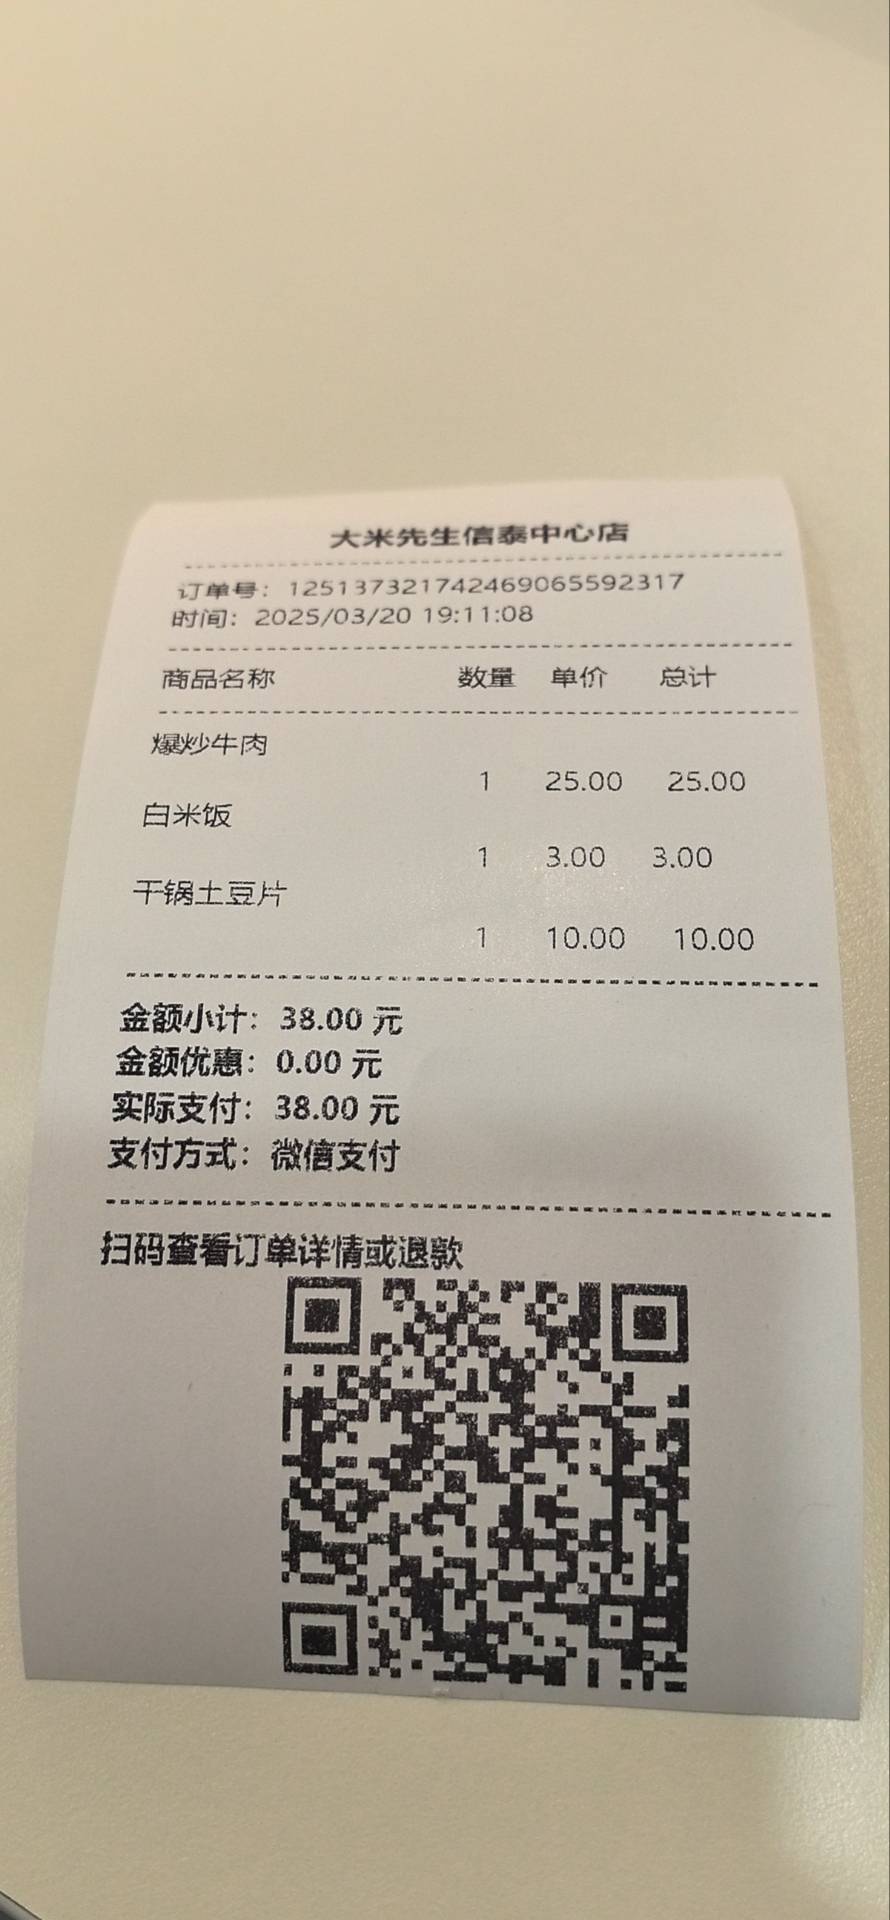 大米先生信泰中心店
订单号：1251373217424690655​92317
时间：2025/03/20 19:11:08
商品名称 数量 单价 总计
爆炒牛肉
1 25.00 25.00
白米饭
1 3.00 3.00
干锅土豆片
1 10.00 10.00
金额小计：38.00 元
金额优惠：0.00 元
实际支付：38.00 元
支付方式：微信支付
扫码查看订单详情或退款